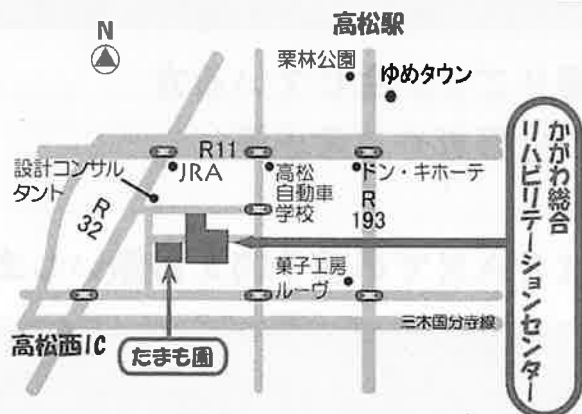 高松駅
N
栗林公園
ゆめタウン
R11
設計コンサル
タント
JRA
高松
自動車
学校
ドン・キホーテ
R
32
R
193
かがわ総合
リハビリテーションセンター
菓子工房
ルーヴ
三木国分寺線
高松西IC
たまも園